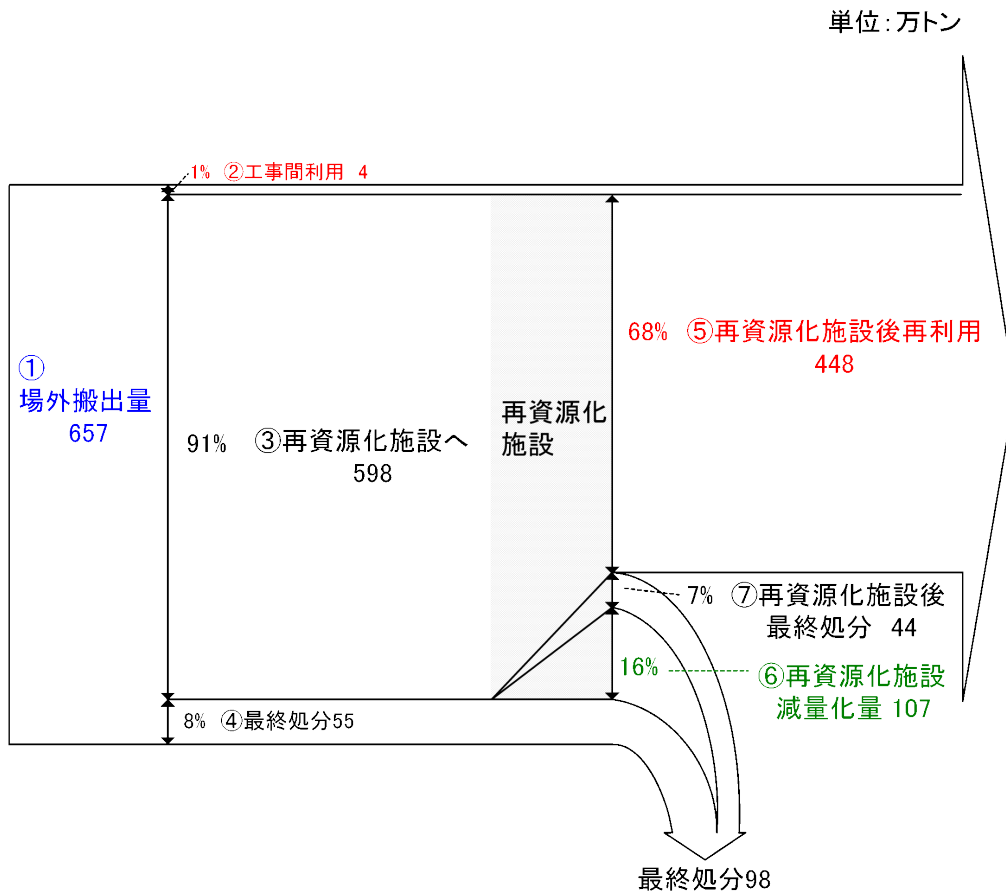 単位：万トン
1% ②工事間利用 4
①
場外搬出量
657
91% ③再資源化施設へ
598
再資源化
施設
68% ⑤再資源化施設後再利用
448
7% ⑦再資源化施設後
最終処分 44
16% ⑥再資源化施設
減量化量 107
8% ④最終処分55
最終処分98